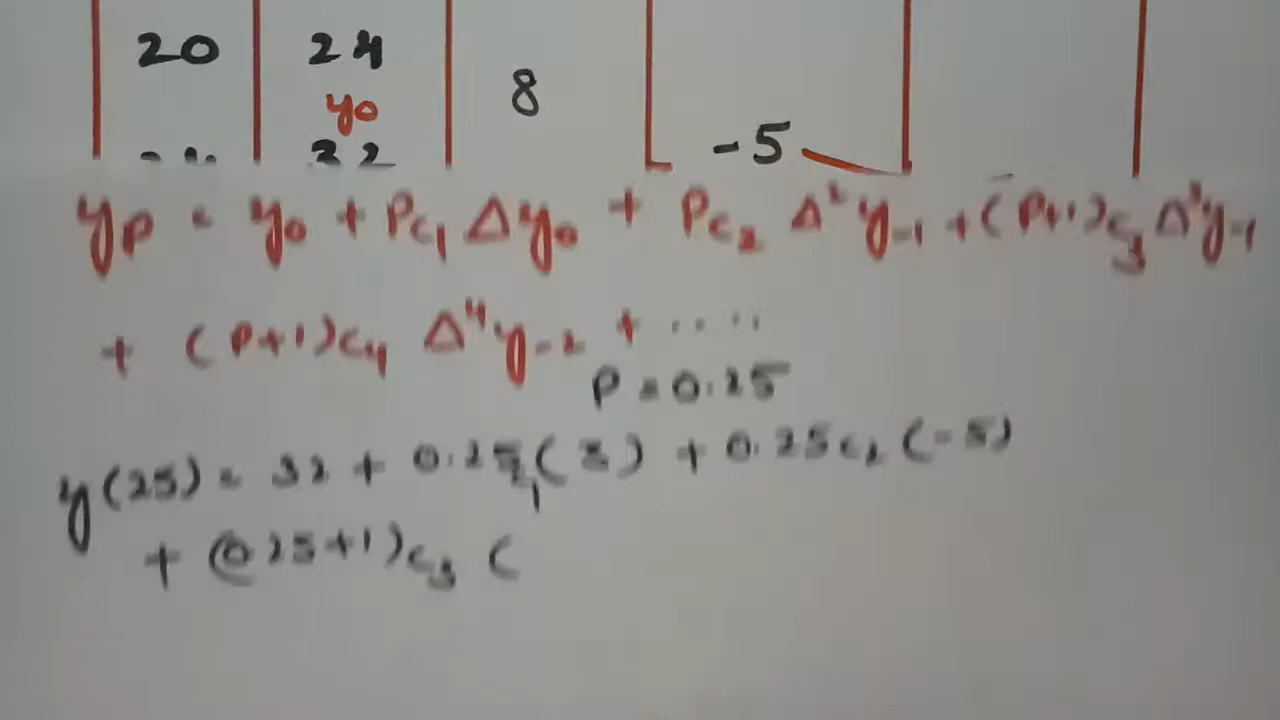 20 24
y₀ 8
32 -5
yp = y₀ + Pc₁ Δy₀ + Pc₂ Δ²y₋₁ + (P+1)c₃ Δ³y₋₁
+ (P+1)c₄ Δ⁴y₋₂ + .....
P = 0.25
y(25) = 32 + 0.25c₁(8) + 0.25c₂(-5)
+ (0.25+1)c₃ (